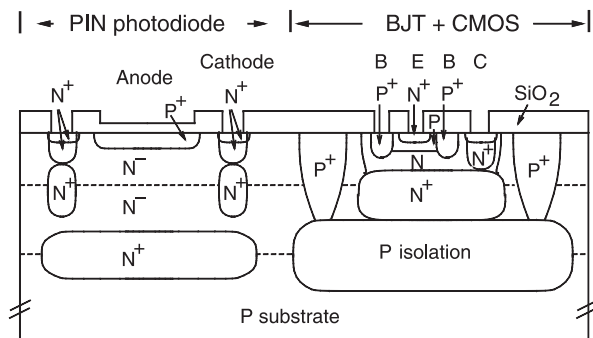 PIN photodiode BJT + CMOS
Cathode B E B C
Anode
N⁺ P⁺ N⁺ P⁺ N⁺ P⁺ P SiO₂
N⁻ N N⁺
N⁺ N⁺ P⁺ N⁺ P⁺
N⁻
N⁺ P isolation
P substrate